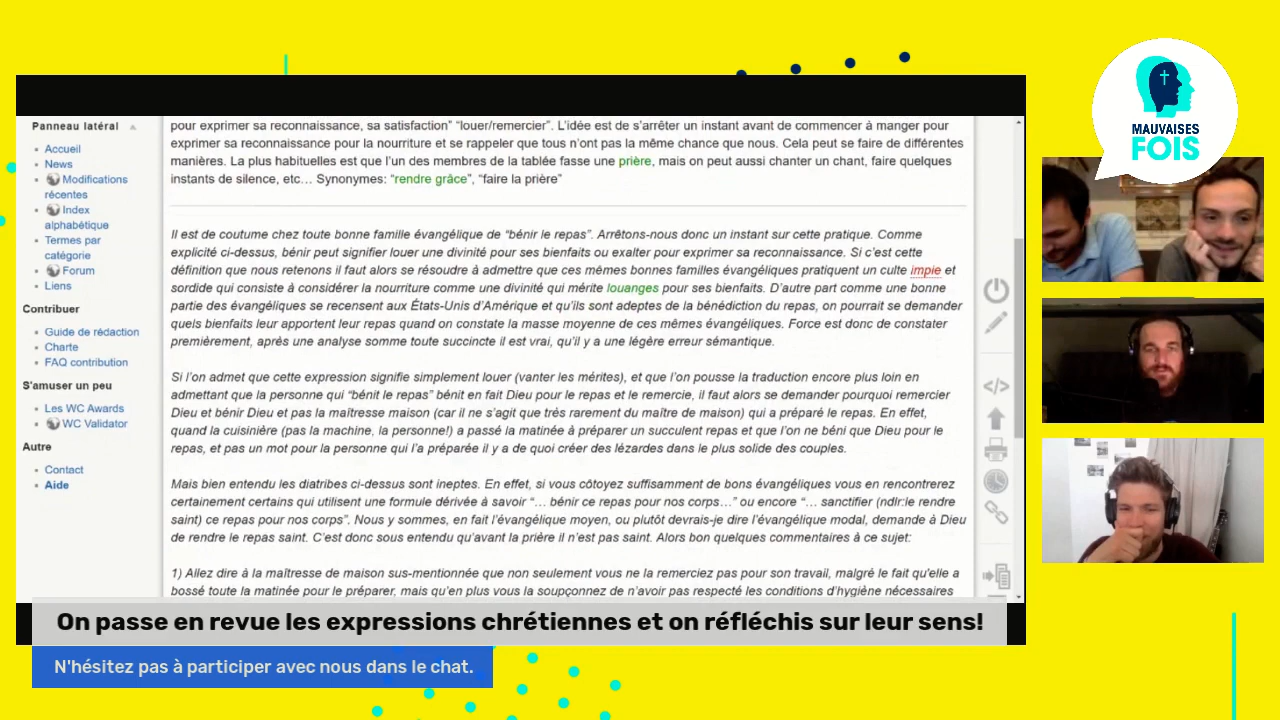 MAUVAISES
FOIS
Panneau latéral
Accueil
News
Modifications
récentes
Index
alphabétique
Termes par
catégorie
Forum
Liens
Contribuer
Guide de rédaction
Charte
FAQ contribution
S'amuser un peu
Les WC Awards
WC Validator
Autre
Contact
Aide
pour exprimer sa reconnaissance, sa satisfaction” “louer/remercier”. L’idée est de s’arrêter un instant avant de commencer à manger pour
exprimer sa reconnaissance pour la nourriture et se rappeler que tous n’ont pas la même chance que nous. Cela peut se faire de différentes
manières. La plus habituelles est que l’un des membres de la tablée fasse une prière, mais on peut aussi chanter un chant, faire quelques
instants de silence, etc… Synonymes: “rendre grâce”, “faire la prière”
Il est de coutume chez toute bonne famille évangélique de “bénir le repas”. Arrêtons-nous donc un instant sur cette pratique. Comme
explicité ci-dessus, bénir peut signifier louer une divinité pour ses bienfaits ou exalter pour exprimer sa reconnaissance. Si c’est cette
définition que nous retenons il faut alors se résoudre à admettre que ces mêmes bonnes familles évangéliques pratiquent un culte impie et
sordide qui consiste à considérer la nourriture comme une divinité qui mérite louanges pour ses bienfaits. D’autre part comme une bonne
partie des évangéliques se recensent aux États-Unis d’Amérique et qu’ils sont adeptes de la bénédiction du repas, on pourrait se demander
quels bienfaits leur apportent leur repas quand on constate la masse moyenne de ces mêmes évangéliques. Force est donc de constater
premièrement, après une analyse somme toute succincte il est vrai, qu’il y a une légère erreur sémantique.
Si l’on admet que cette expression signifie simplement louer (vanter les mérites), et que l’on pousse la traduction encore plus loin en
admettant que la personne qui “bénit le repas” bénit en fait Dieu pour le repas et le remercie, il faut alors se demander pourquoi remercier
Dieu et bénir Dieu et pas la maîtresse maison (car il ne s’agit que très rarement du maître de maison) qui a préparé le repas. En effet,
quand la cuisinière (pas la machine, la personne!) a passé la matinée à préparer un succulent repas et que l’on ne béni que Dieu pour le
repas, et pas un mot pour la personne qui l’a préparée il y a de quoi créer des lézardes dans le plus solide des couples.
Mais bien entendu les diatribes ci-dessus sont ineptes. En effet, si vous côtoyez suffisamment de bons évangéliques vous en rencontrerez
certainement certains qui utilisent une formule dérivée à savoir “… bénir ce repas pour nos corps…” ou encore “… sanctifier (ndlr:le rendre
saint) ce repas pour nos corps”. Nous y sommes, en fait l’évangélique moyen, ou plutôt devrais-je dire l’évangélique modal, demande à Dieu
de rendre le repas saint. C’est donc sous entendu qu’avant la prière il n’est pas saint. Alors bon quelques commentaires à ce sujet:
1) Allez dire à la maîtresse de maison sus-mentionnée que non seulement vous ne la remerciez pas pour son travail, malgré le fait qu'elle a
bossé toute la matinée pour le préparer, mais qu'en plus vous la soupçonnez de n’avoir pas respecté les conditions d’hygiène nécessaires
On passe en revue les expressions chrétiennes et on réfléchis sur leur sens!
N'hésitez pas à participer avec nous dans le chat.